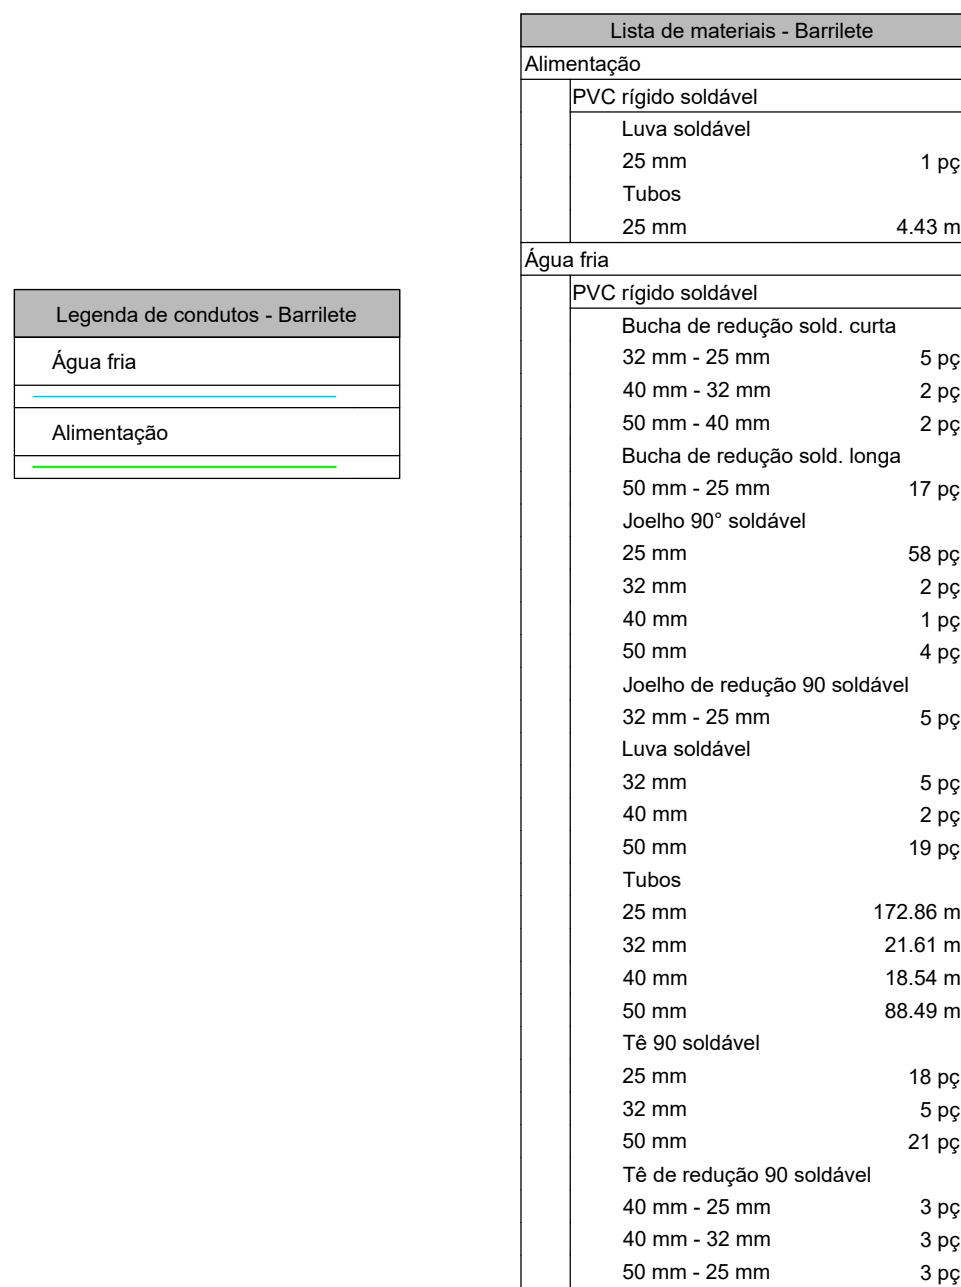 Lista de materiais - Barrilete
Alimentação
PVC rígido soldável
Luva soldável
25 mm 1 pç
Tubos
25 mm 4.43 m
Água fria
PVC rígido soldável
Bucha de redução sold. curta
32 mm - 25 mm 5 pç
40 mm - 32 mm 2 pç
50 mm - 40 mm 2 pç
Bucha de redução sold. longa
50 mm - 25 mm 17 pç
Joelho 90° soldável
25 mm 58 pç
32 mm 2 pç
40 mm 1 pç
50 mm 4 pç
Joelho de redução 90 soldável
32 mm - 25 mm 5 pç
Luva soldável
32 mm 5 pç
40 mm 2 pç
50 mm 19 pç
Tubos
25 mm 172.86 m
32 mm 21.61 m
40 mm 18.54 m
50 mm 88.49 m
Tê 90 soldável
25 mm 18 pç
32 mm 5 pç
50 mm 21 pç
Tê de redução 90 soldável
40 mm - 25 mm 3 pç
40 mm - 32 mm 3 pç
50 mm - 25 mm 3 pç
Legenda de condutos - Barrilete
Água fria
Alimentação